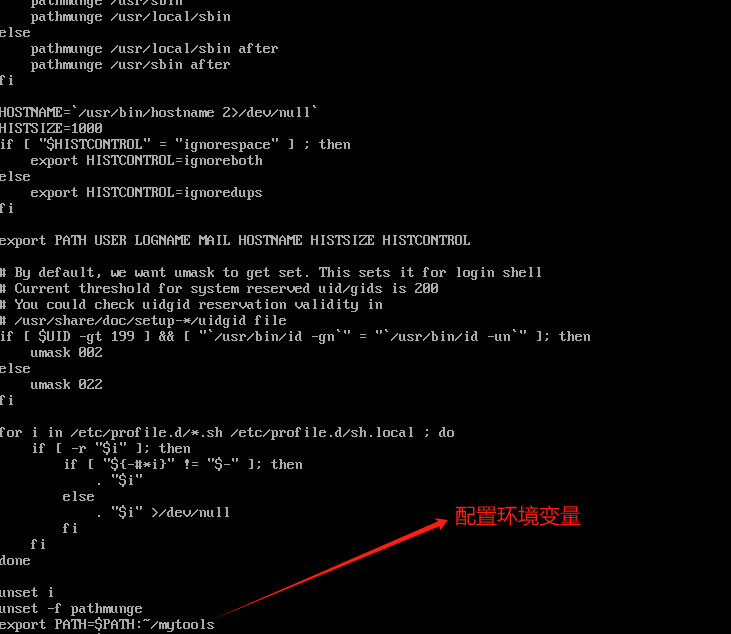 pathmunge /usr/sbin
    pathmunge /usr/local/sbin
else
    pathmunge /usr/local/sbin after
    pathmunge /usr/sbin after
fi
HOSTNAME=`/usr/bin/hostname 2>/dev/null`
HISTSIZE=1000
if [ "$HISTCONTROL" = "ignorespace" ] ; then
    export HISTCONTROL=ignoreboth
else
    export HISTCONTROL=ignoredups
fi
export PATH USER LOGNAME MAIL HOSTNAME HISTSIZE HISTCONTROL
# By default, we want umask to get set. This sets it for login shell
# Current threshold for system reserved uid/gids is 200
# You could check uidgid reservation validity in
# /usr/share/doc/setup-*/uidgid file
if [ $UID -gt 199 ] && [ "`/usr/bin/id -gn`" = "`/usr/bin/id -un`" ]; then
    umask 002
else
    umask 022
fi
for i in /etc/profile.d/*.sh /etc/profile.d/sh.local ; do
    if [ -r "$i" ]; then
        if [ "${-#*i}" != "$-" ]; then
            . "$i"
        else
            . "$i" >/dev/null
        fi
    fi
done
配置环境变量
unset i
unset -f pathmunge
export PATH=$PATH:~/mytools